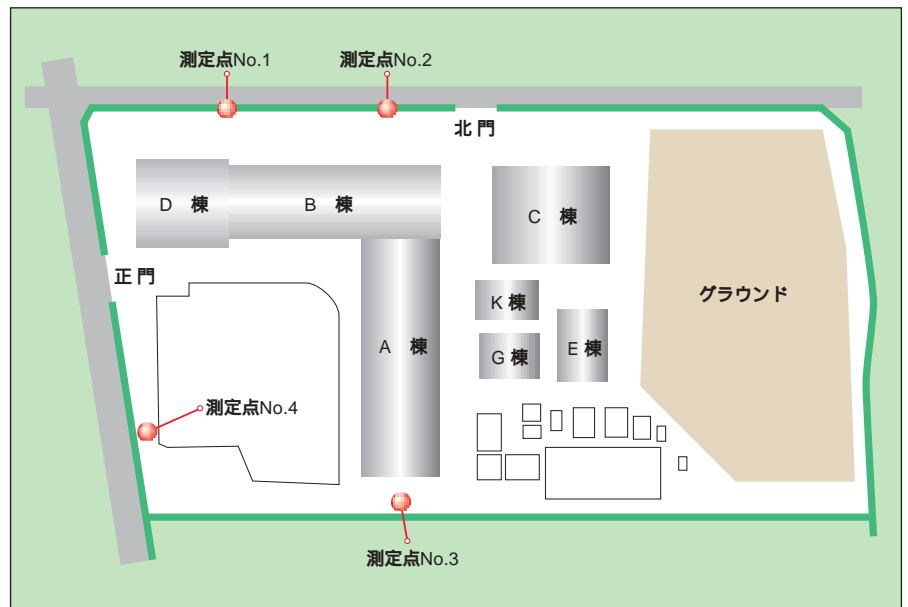 測定点No.1
測定点No.2
北門
D 棟
B 棟
C 棟
正門
K 棟
グラウンド
A 棟
G 棟
E 棟
測定点No.4
測定点No.3